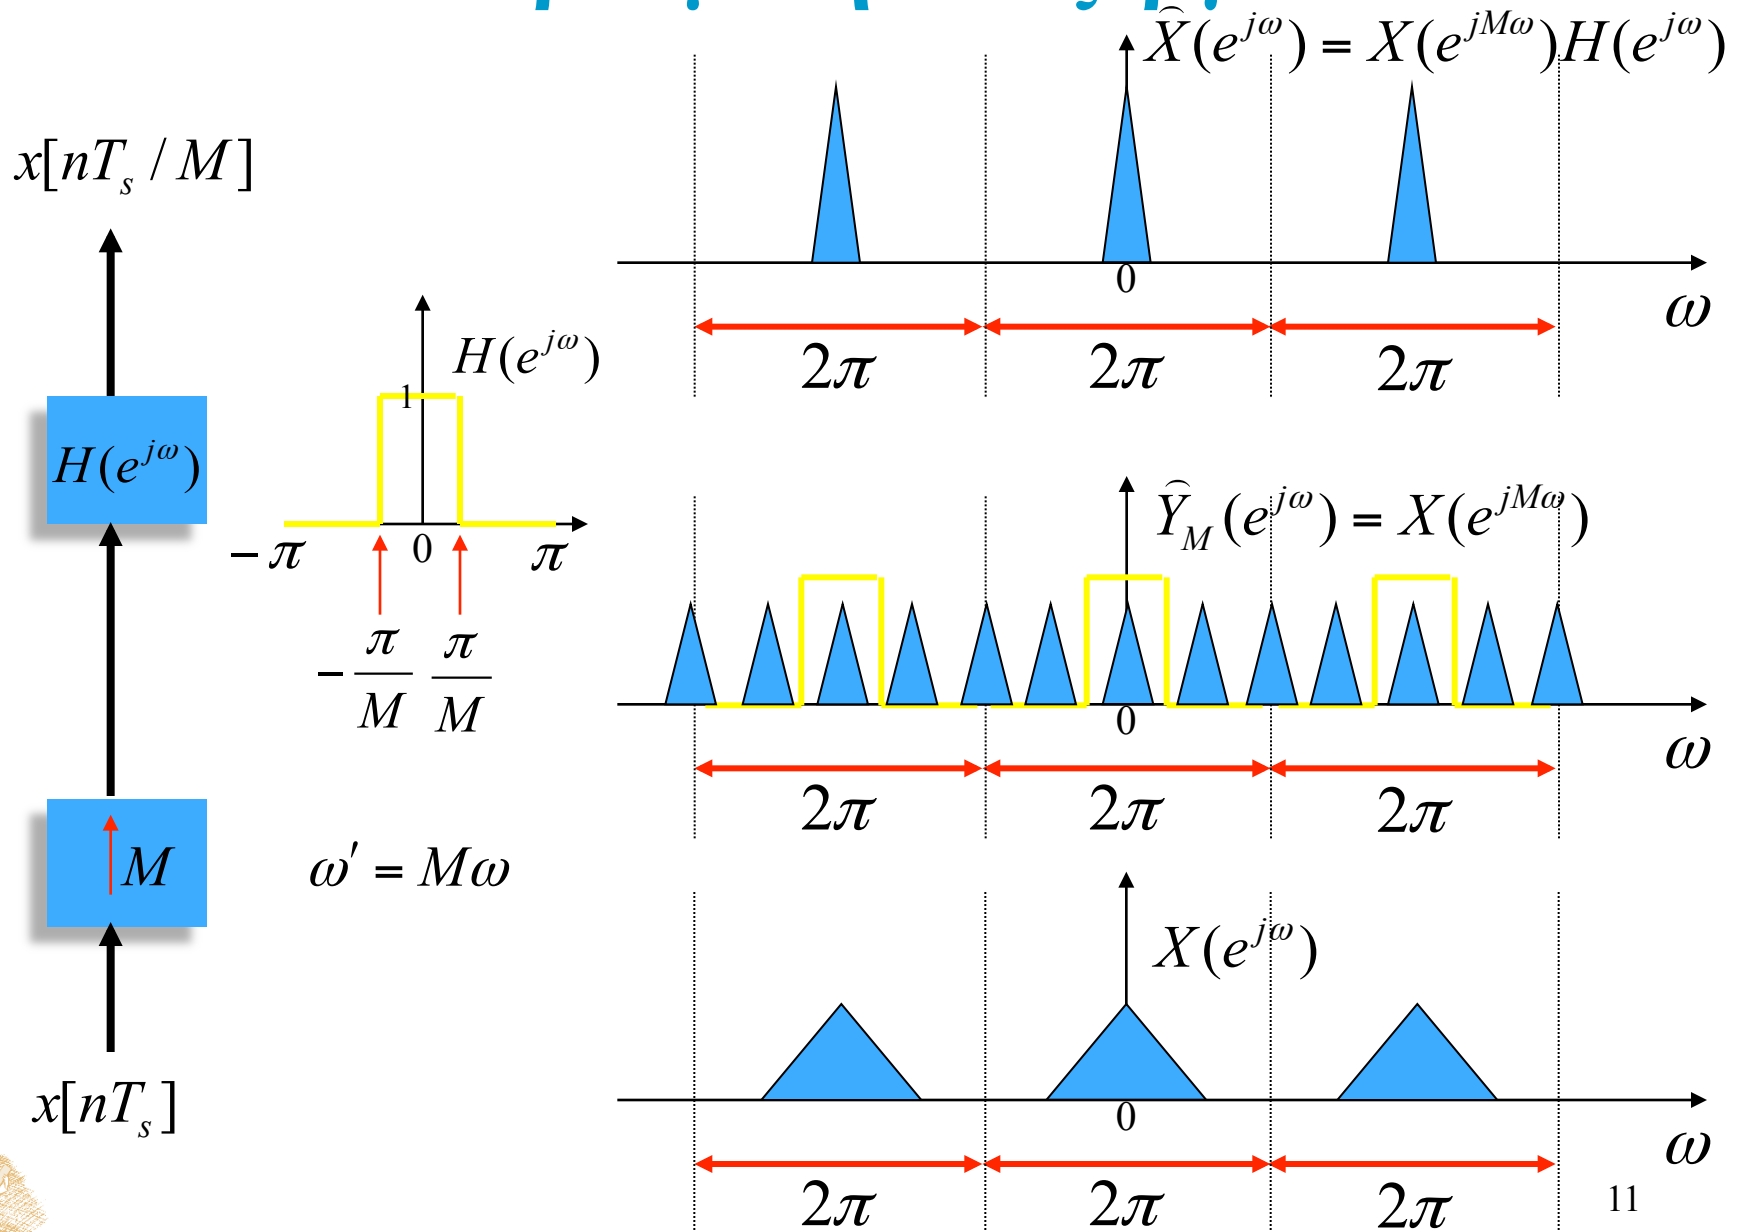 X̂(e^{jω}) = X(e^{jMω})H(e^{jω})
x[nT_s / M]
0
ω
2π 2π 2π
H(e^{jω})
1
H(e^{jω})
−π 0 π
−π/M π/M
Ŷ_M(e^{jω}) = X(e^{jMω})
0
ω
2π 2π 2π
M
ω′ = Mω
X(e^{jω})
0
ω
x[nT_s]
2π 2π 2π
11